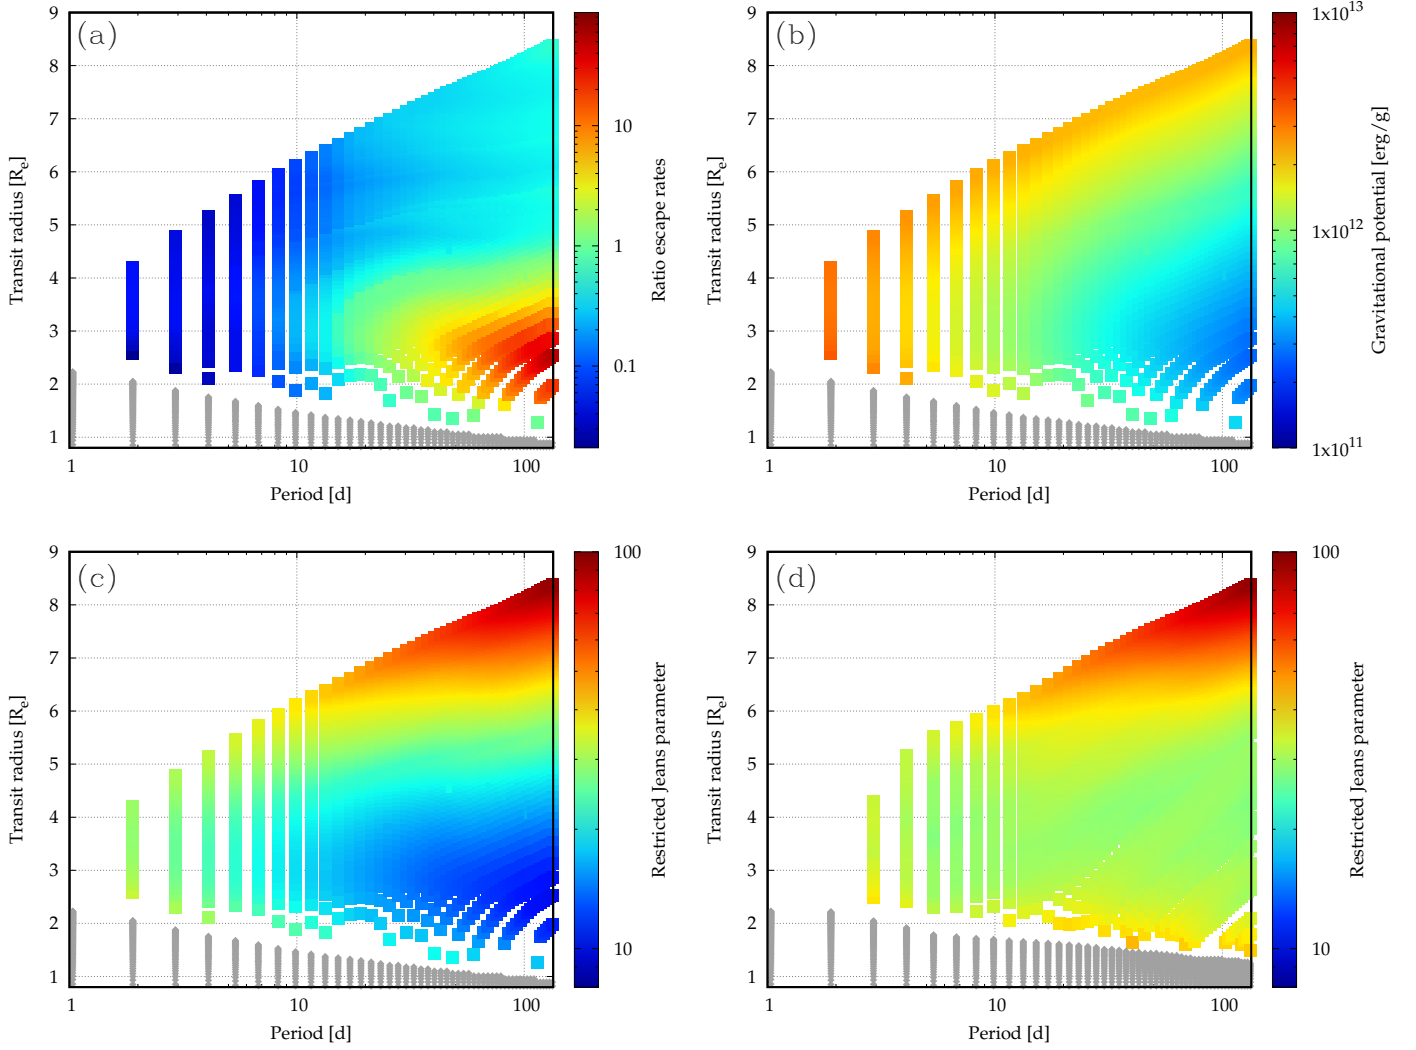 (a)
9
8
7
6
5
4
3
2
1
Transit radius [Re]
1
10
100
Period [d]
10
1
0.1
Ratio escape rates
(b)
9
8
7
6
5
4
3
2
1
Transit radius [Re]
1
10
100
Period [d]
1x10^13
1x10^12
1x10^11
Gravitational potential [erg/g]
(c)
9
8
7
6
5
4
3
2
1
Transit radius [Re]
1
10
100
Period [d]
100
10
Restricted Jeans parameter
(d)
9
8
7
6
5
4
3
2
1
Transit radius [Re]
1
10
100
Period [d]
100
10
Restricted Jeans parameter